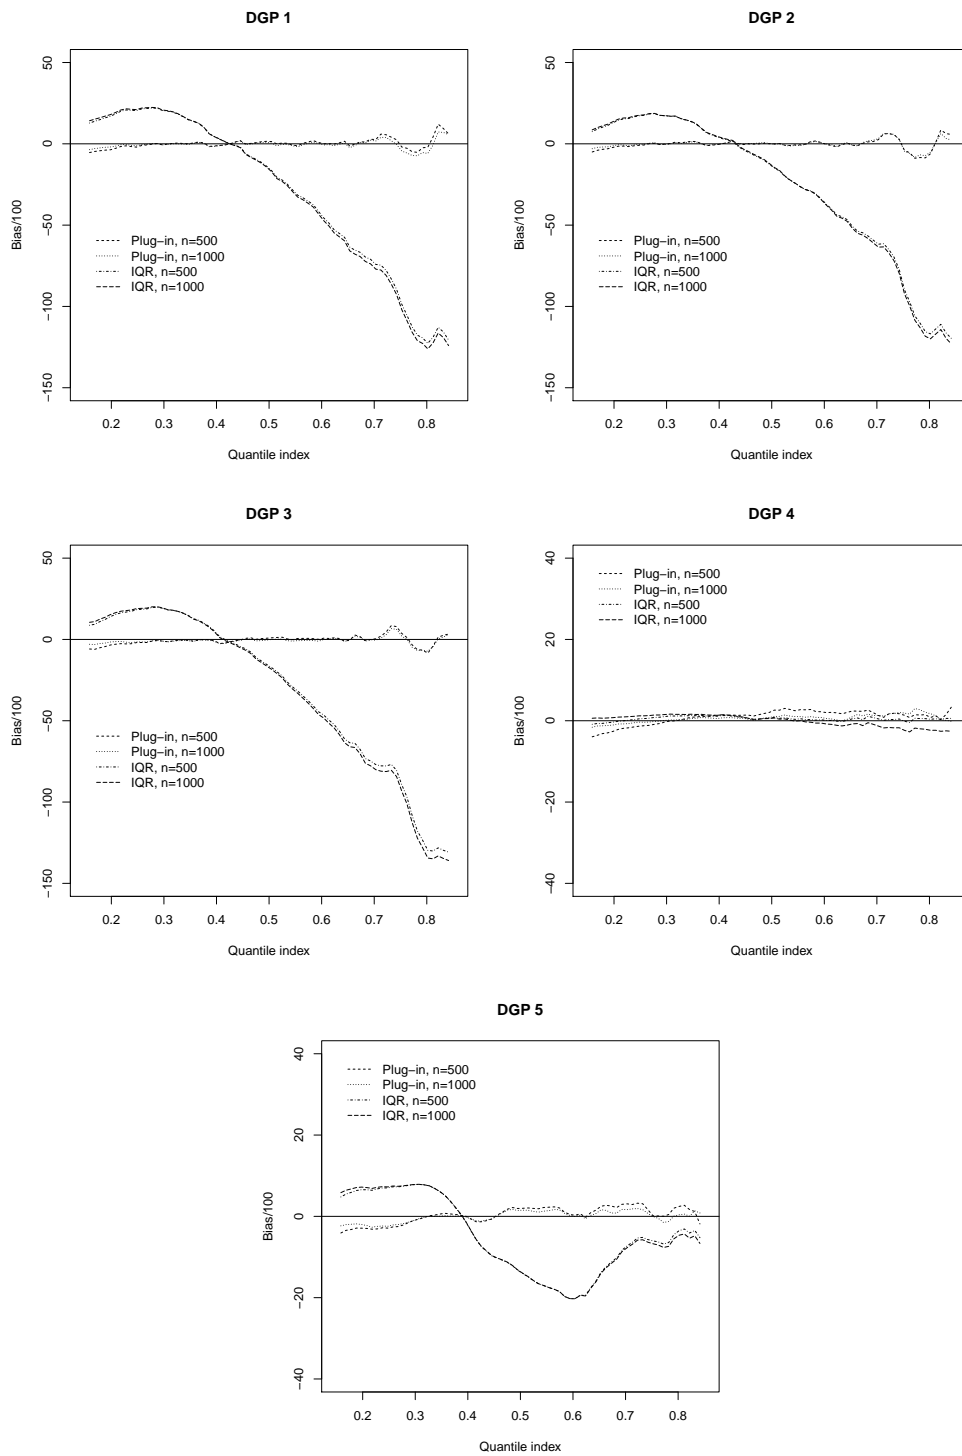 DGP 1
50
0
−50
−100
−150
Bias/100
Plug−in, n=500
Plug−in, n=1000
IQR, n=500
IQR, n=1000
0.2 0.3 0.4 0.5 0.6 0.7 0.8
Quantile index
DGP 2
50
0
−50
−100
−150
Bias/100
Plug−in, n=500
Plug−in, n=1000
IQR, n=500
IQR, n=1000
0.2 0.3 0.4 0.5 0.6 0.7 0.8
Quantile index
DGP 3
50
0
−50
−100
−150
Bias/100
Plug−in, n=500
Plug−in, n=1000
IQR, n=500
IQR, n=1000
0.2 0.3 0.4 0.5 0.6 0.7 0.8
Quantile index
DGP 4
40
20
0
−20
−40
Bias/100
Plug−in, n=500
Plug−in, n=1000
IQR, n=500
IQR, n=1000
0.2 0.3 0.4 0.5 0.6 0.7 0.8
Quantile index
DGP 5
40
20
0
−20
−40
Bias/100
Plug−in, n=500
Plug−in, n=1000
IQR, n=500
IQR, n=1000
0.2 0.3 0.4 0.5 0.6 0.7 0.8
Quantile index